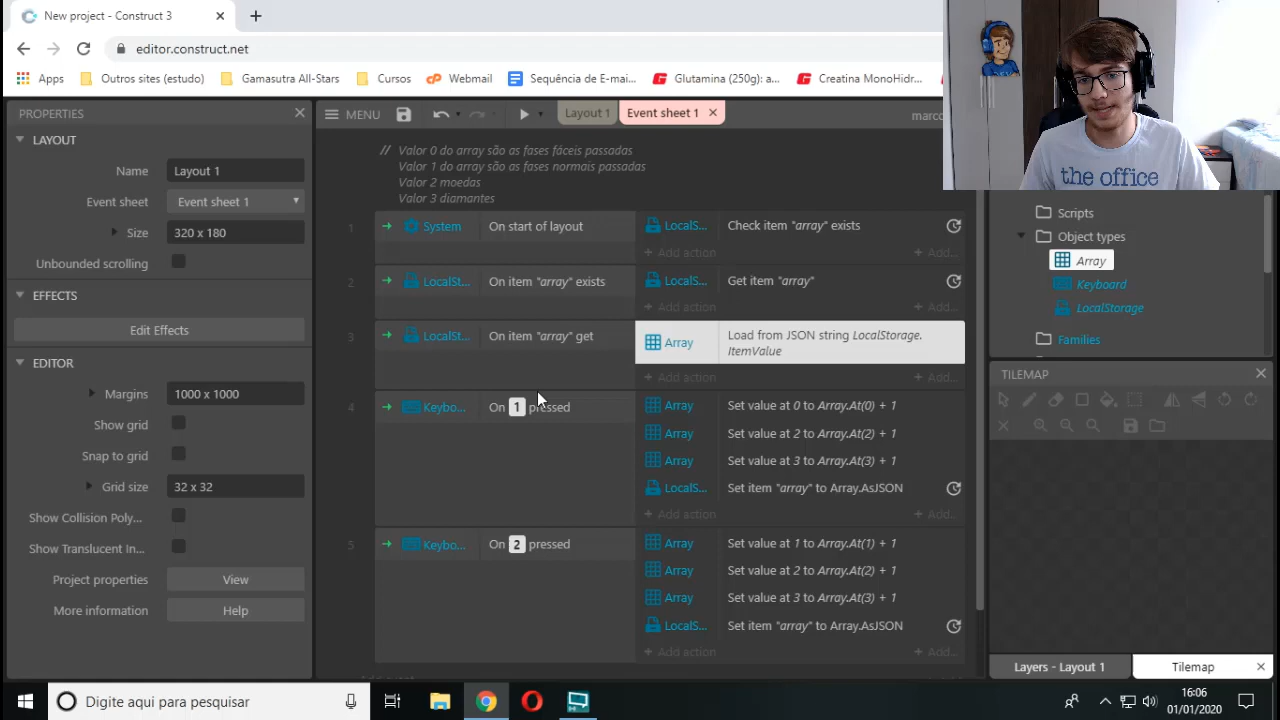 New project - Construct 3
editor.construct.net
Apps Outros sites (estudo) Gamasutra All-Stars Cursos Webmail Sequência de E-mai... Glutamina (250g): a... Creatina MonoHidr...
PROPERTIES
MENU
Layout 1
Event sheet 1
marco
LAYOUT
Name Layout 1
Event sheet Event sheet 1
Size 320 x 180
Unbounded scrolling
EFFECTS
Edit Effects
EDITOR
Margins 1000 x 1000
Show grid
Snap to grid
Grid size 32 x 32
Show Collision Poly...
Show Translucent In...
Project properties View
More information Help
// Valor 0 do array são as fases fáceis passadas
Valor 1 do array são as fases normais passadas
Valor 2 moedas
Valor 3 diamantes
1 System On start of layout LocalS... Check item "array" exists
+ Add action + Add...
2 LocalSt... On item "array" exists LocalS... Get item "array"
+ Add action + Add...
3 LocalSt... On item "array" get Array Load from JSON string LocalStorage.
ItemValue
+ Add action + Add...
4 Keybo... On 1 pressed Array Set value at 0 to Array.At(0) + 1
Array Set value at 2 to Array.At(2) + 1
Array Set value at 3 to Array.At(3) + 1
LocalS... Set item "array" to Array.AsJSON
+ Add action + Add...
5 Keybo... On 2 pressed Array Set value at 1 to Array.At(1) + 1
Array Set value at 2 to Array.At(2) + 1
Array Set value at 3 to Array.At(3) + 1
LocalS... Set item "array" to Array.AsJSON
+ Add action + Add...
the office
Scripts
Object types
Array
Keyboard
LocalStorage
Families
TILEMAP
Layers - Layout 1
Tilemap
Digite aqui para pesquisar
16:06
01/01/2020